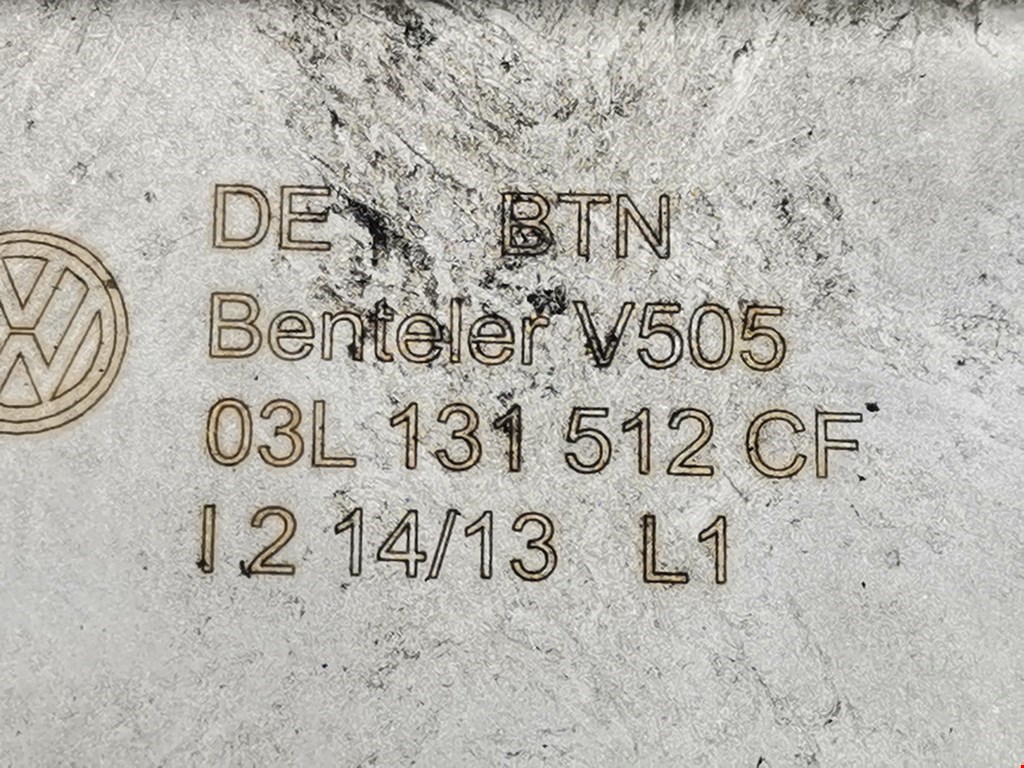 DE BTN
Benteler V505
03L 131 512 CF
I 2 14/13 L1